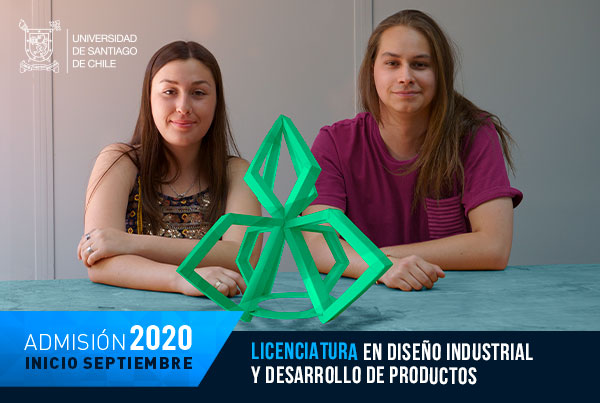 UNIVERSIDAD
DE SANTIAGO
DE CHILE
ADMISIÓN 2020
INICIO SEPTIEMBRE
LICENCIATURA EN DISEÑO INDUSTRIAL
Y DESARROLLO DE PRODUCTOS